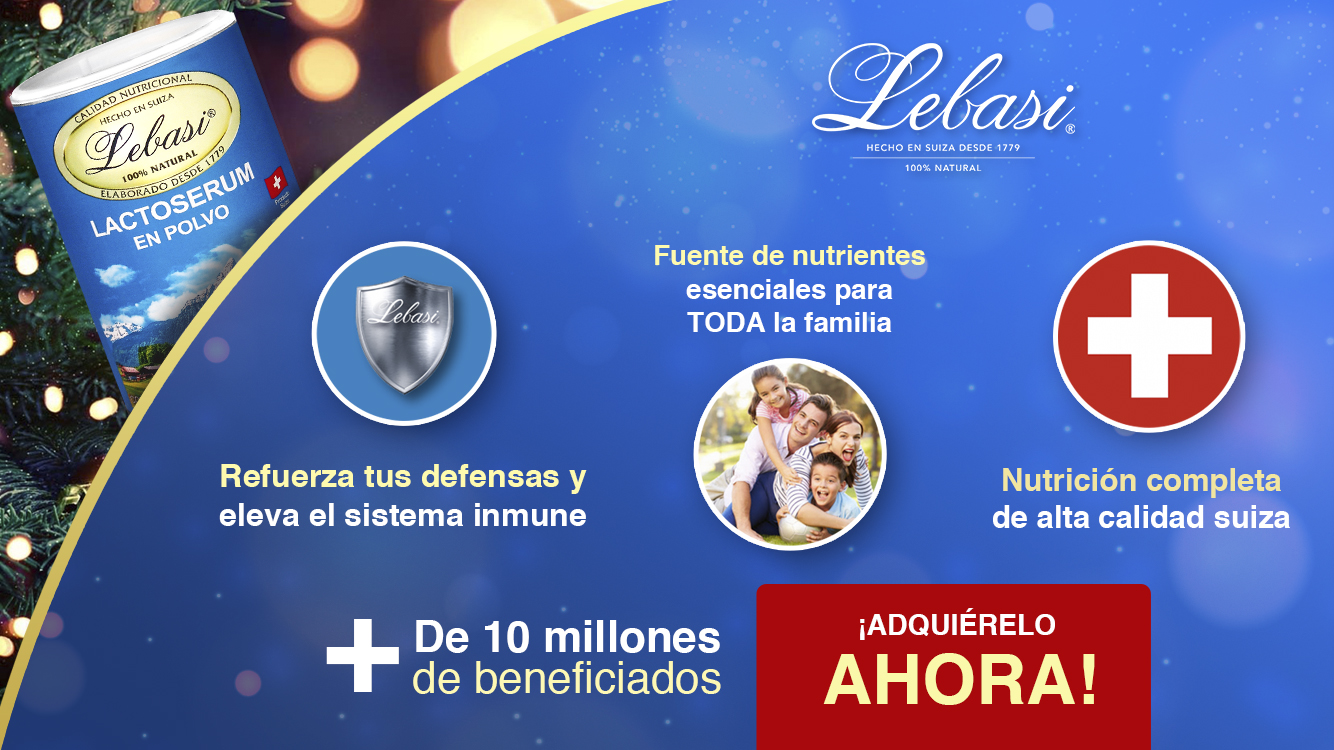 CALIDAD NUTRICIONAL
HECHO EN SUIZA
Lebasi®
100% NATURAL
ELABORADO DESDE 1779
LACTOSERUM
EN POLVO
Lebasi®
HECHO EN SUIZA DESDE 1779
100% NATURAL
Lebasi
Refuerza tus defensas y
eleva el sistema inmune
Fuente de nutrientes
esenciales para
TODA la familia
Nutrición completa
de alta calidad suiza
+ De 10 millones
de beneficiados
¡ADQUIÉRELO
AHORA!